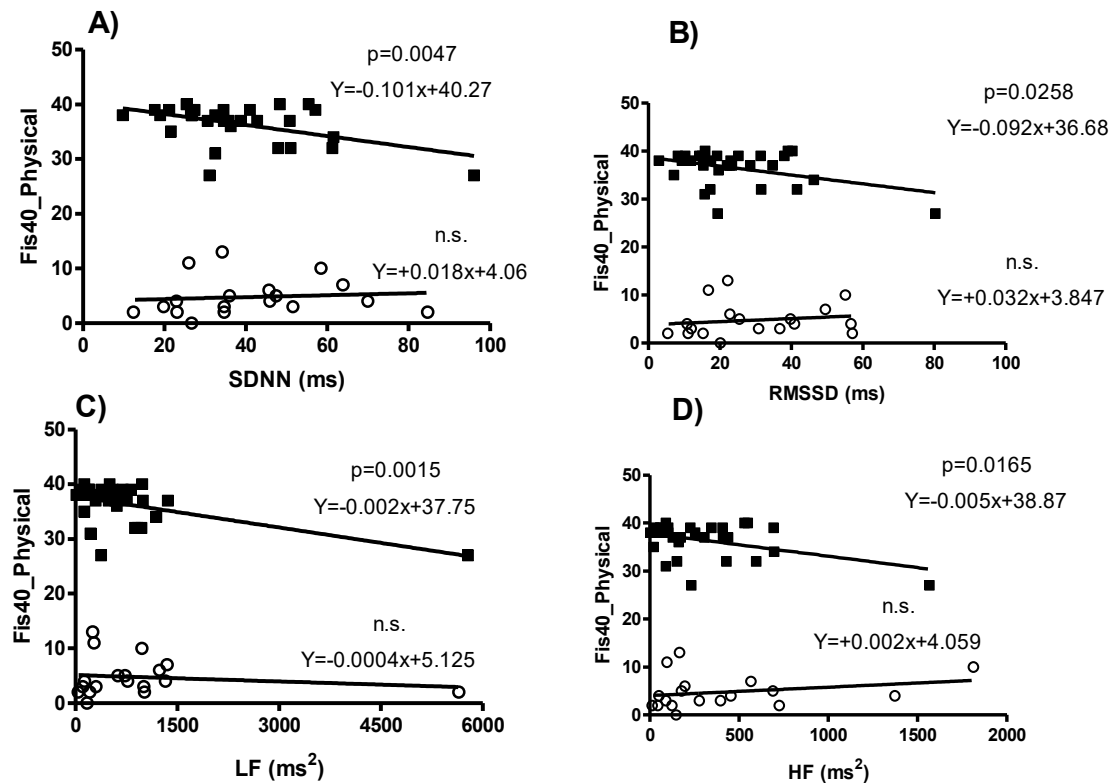 A)
p=0.0047
Y=-0.101x+40.27
Fis40_Physical
50
40
30
20
10
0
n.s.
Y=+0.018x+4.06
0 20 40 60 80 100
SDNN (ms)
B)
p=0.0258
Y=-0.092x+36.68
Fis40_Physical
50
40
30
20
10
0
n.s.
Y=+0.032x+3.847
0 20 40 60 80 100
RMSSD (ms)
C)
p=0.0015
Y=-0.002x+37.75
Fis40_Physical
50
40
30
20
10
0
n.s.
Y=-0.0004x+5.125
0 1500 3000 4500 6000
LF (ms²)
D)
p=0.0165
Y=-0.005x+38.87
Fis40_Physical
50
40
30
20
10
0
n.s.
Y=+0.002x+4.059
0 500 1000 1500 2000
HF (ms²)